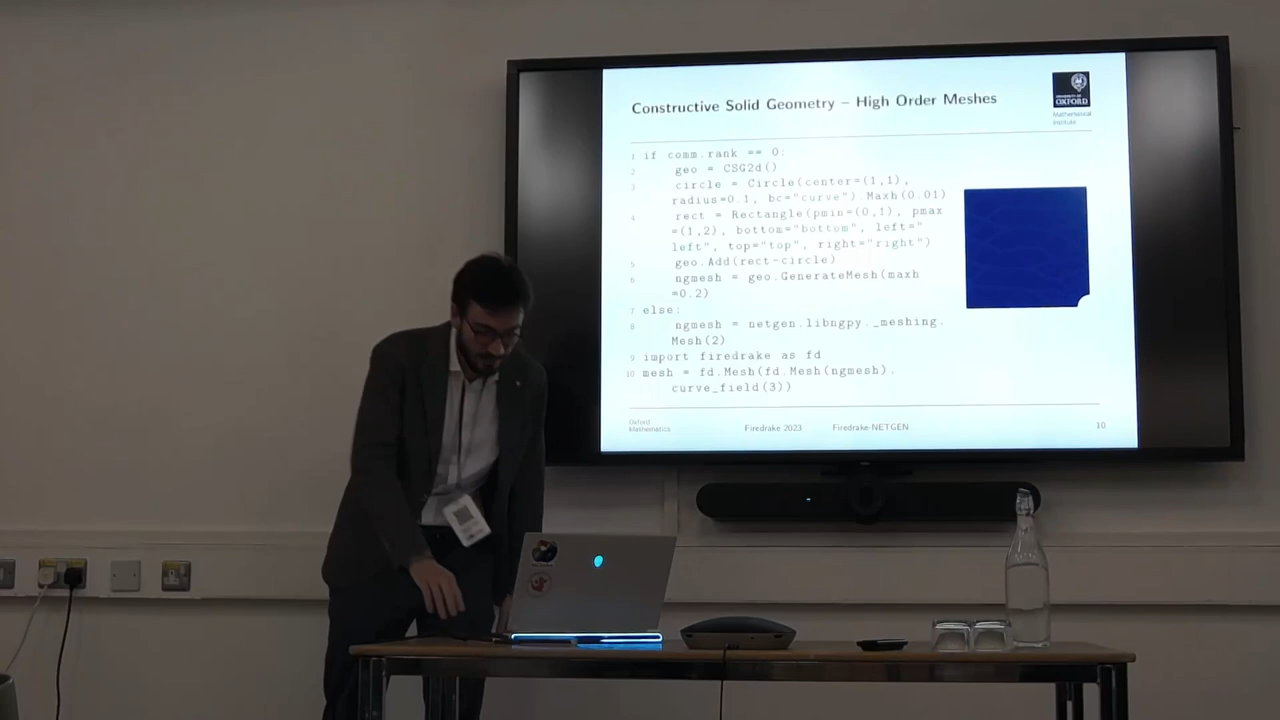 Constructive Solid Geometry – High Order Meshes
UNIVERSITY OF
OXFORD
Mathematical
Institute
1 if comm.rank == 0:
2 geo = CSG2d()
3 circle = Circle(center=(1,1),
radius=0.1, bc="curve").Maxh(0.01)
4 rect = Rectangle(pmin=(0,1), pmax
=(1,2), bottom="bottom", left="
left", top="top", right="right")
5 geo.Add(rect-circle)
6 ngmesh = geo.GenerateMesh(maxh
=0.2)
7 else:
8 ngmesh = netgen.libngpy._meshing.
Mesh(2)
9 import firedrake as fd
10 mesh = fd.Mesh(fd.Mesh(ngmesh).
curve_field(3))
Oxford
Mathematics
Firedrake 2023
Firedrake-NETGEN
10